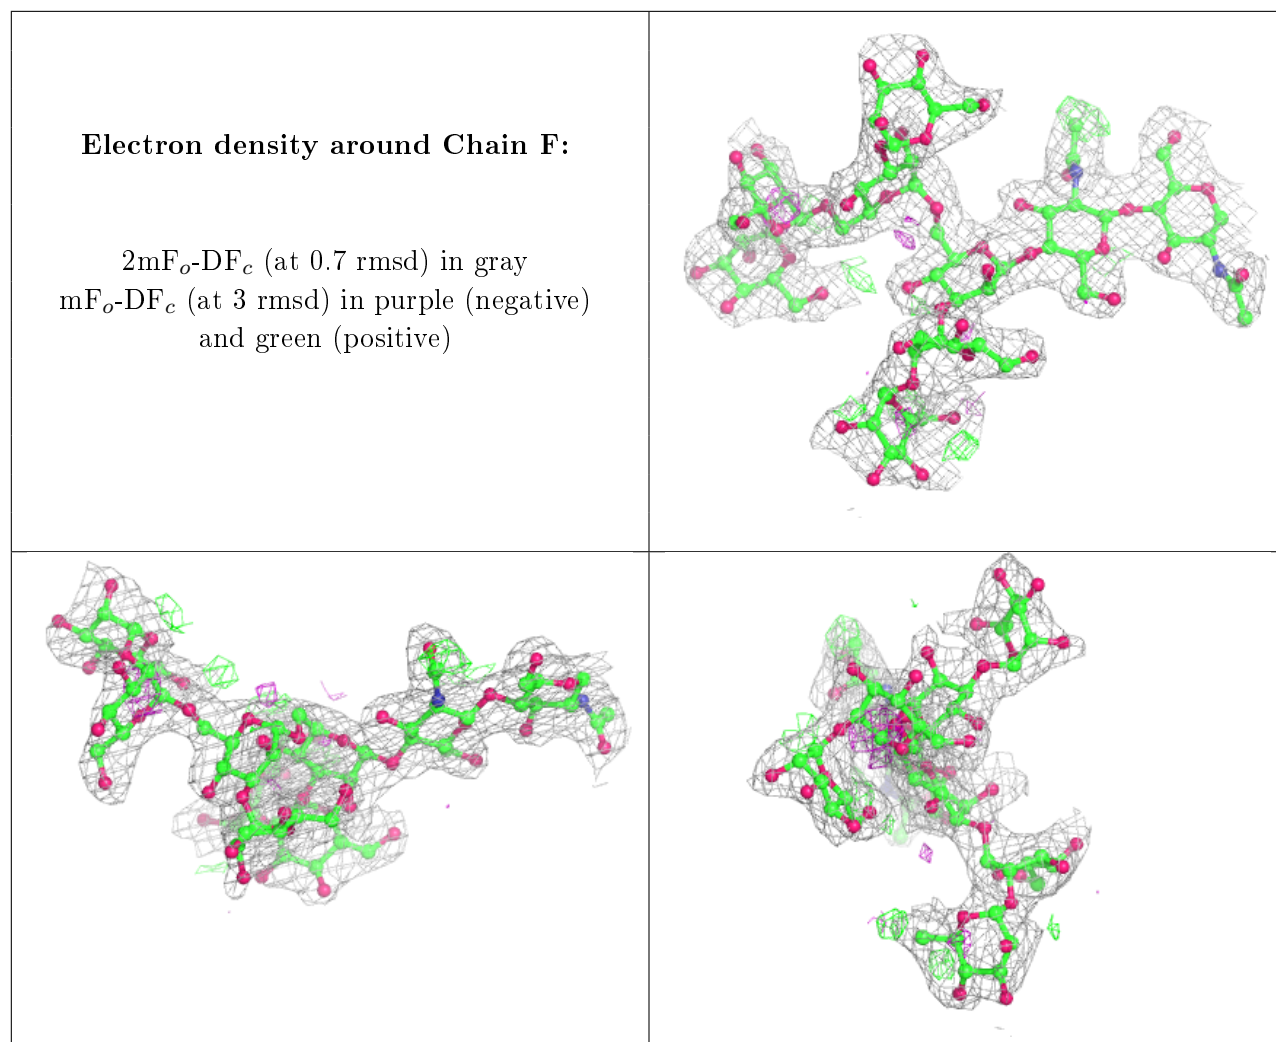 Electron density around Chain F:
2mFₒ-DF𝒸 (at 0.7 rmsd) in gray
mFₒ-DF𝒸 (at 3 rmsd) in purple (negative)
and green (positive)